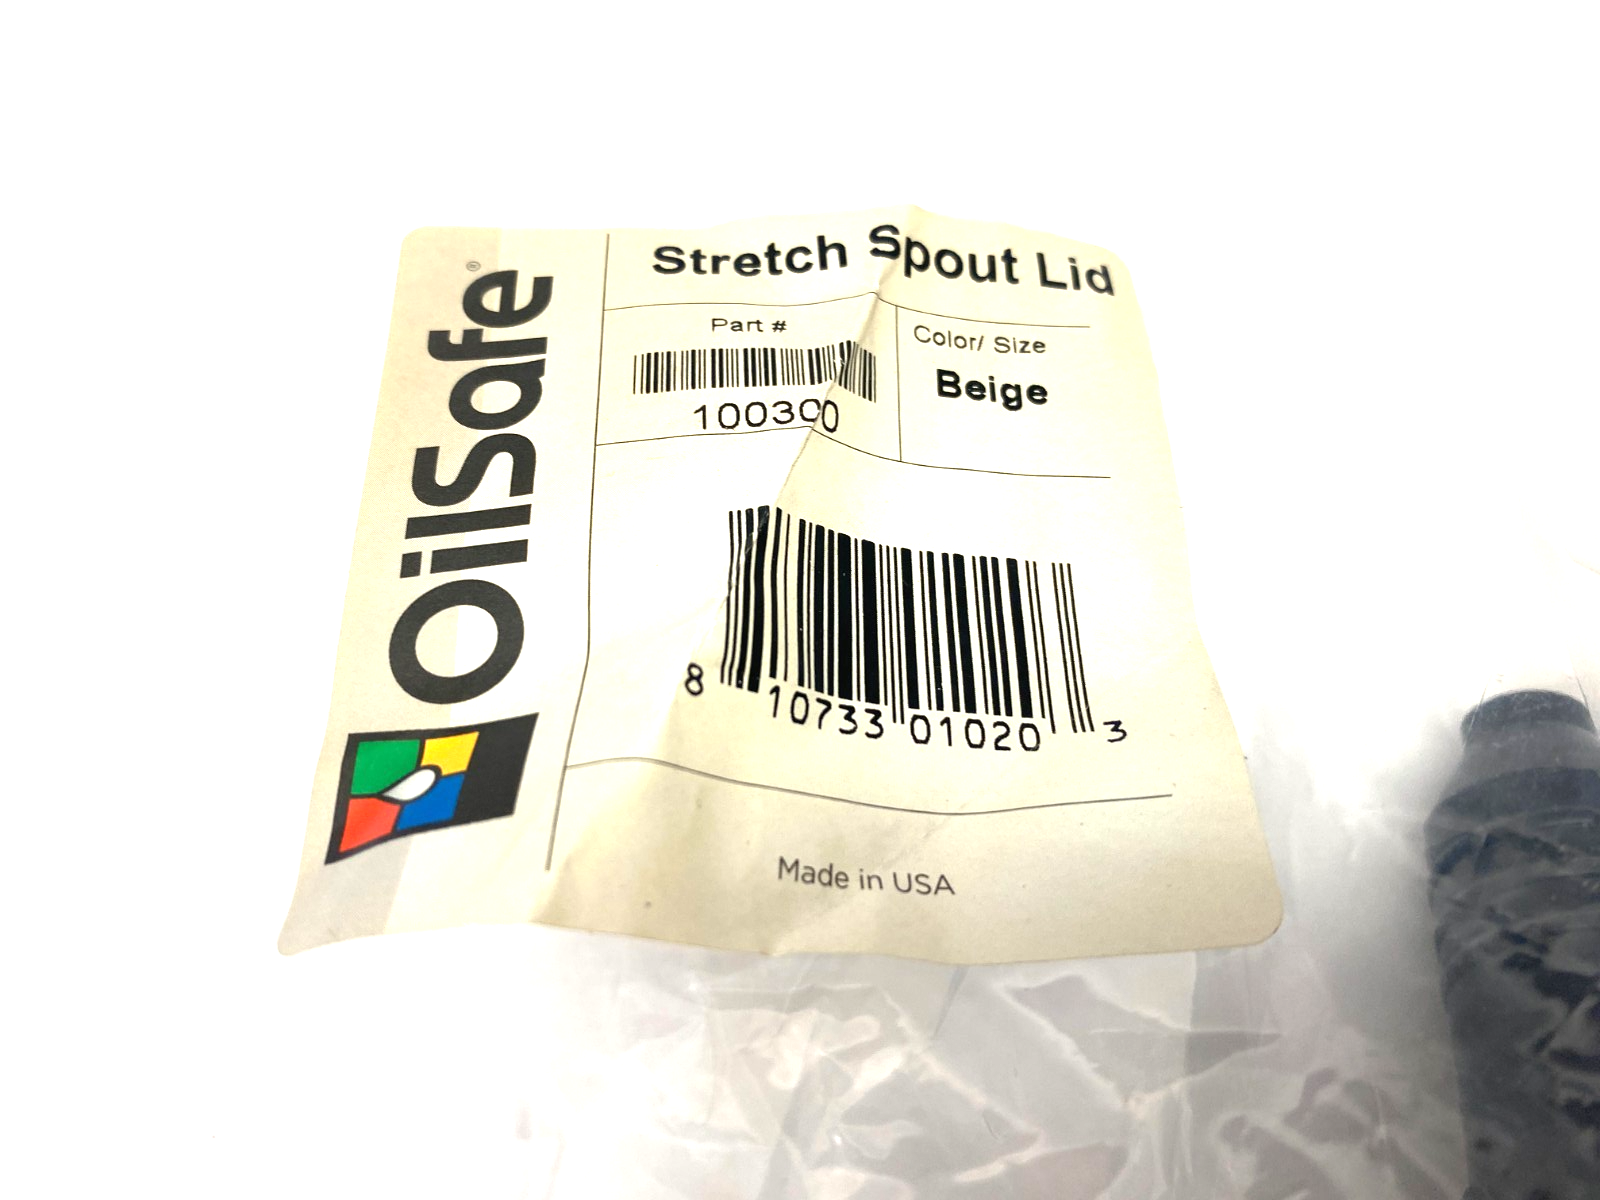 OilSafe®
Stretch Spout Lid
Part #
100300
Color/ Size
Beige
8 10733 01020 3
Made in USA